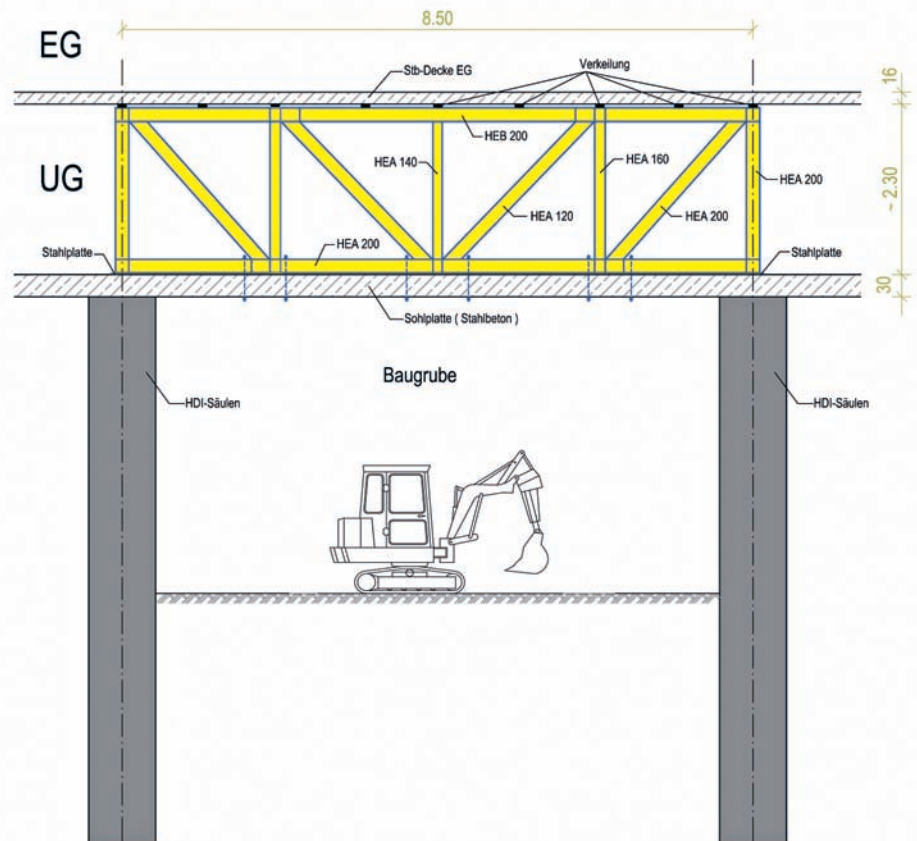 8.50
EG
Stb-Decke EG
Verkeilung
16
HEB 200
HEA 140
HEA 160
HEA 200
UG
~ 2.30
HEA 120
HEA 200
Stahlplatte
HEA 200
Stahlplatte
30
Sohlplatte ( Stahlbeton )
Baugrube
HDI-Säulen
HDI-Säulen